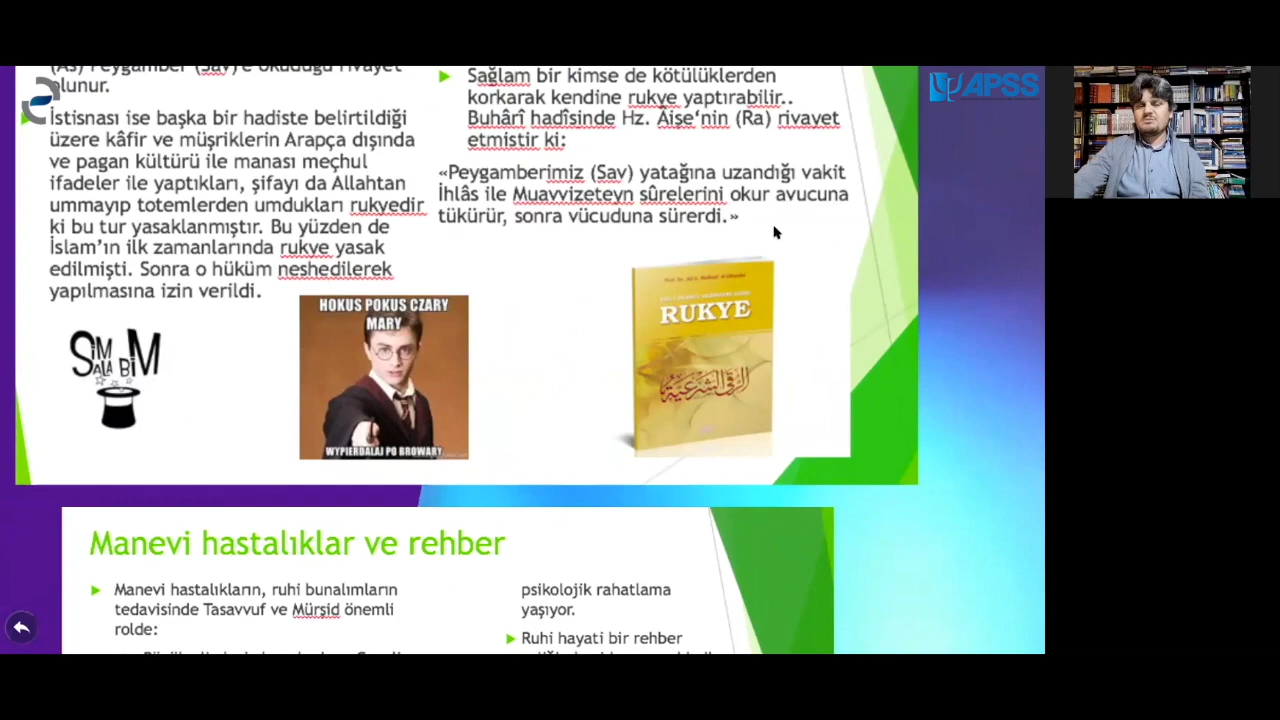 (As) Peygamber (Sav)'e okuduğu rivayet
olunur.
İstisnası ise başka bir hadiste belirtildiği
üzere kâfir ve müşriklerin Arapça dışında
ve pagan kültürü ile manası meçhul
ifadeler ile yaptıkları, şifayı da Allahtan
ummayıp totemlerden umdukları rukyedir
ki bu tur yasaklanmıştır. Bu yüzden de
İslam’ın ilk zamanlarında rukye yasak
edilmişti. Sonra o hüküm neshedilerek
yapılmasına izin verildi.
SiM
SALA BiM
HOKUS POKUS CZARY
MARY
WYPIERDALAJ PO BROWARY
Sağlam bir kimse de kötülüklerden
korkarak kendine rukye yaptırabilir..
Buhârî hadîsinde Hz. Âişe‘nin (Ra) rivayet
etmistir ki:
«Peygamberimiz (Sav) yatağına uzandığı vakit
İhlâs ile Muavvizeteyn sûrelerini okur avucuna
tükürür, sonra vücuduna sürerdi.»
RUKYE
الرقى الشرعية
APSS
Manevi hastalıklar ve rehber
Manevi hastalıkların, ruhi bunalımların
tedavisinde Tasavvuf ve Mürşid önemli
rolde:
psikolojik rahatlama
yaşıyor.
Ruhi hayati bir rehber